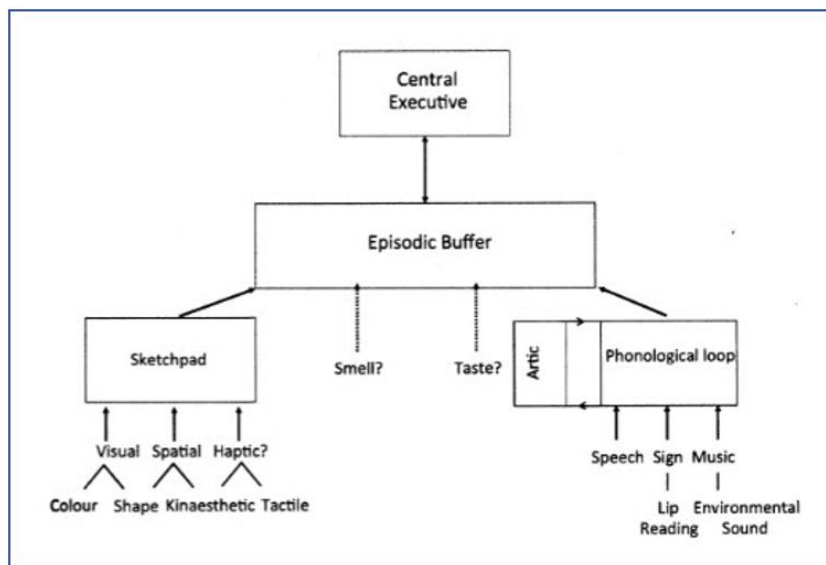 Central
Executive
Episodic Buffer
Sketchpad
Smell?
Taste?
Artic
Phonological loop
Visual Spatial Haptic?
Colour Shape Kinaesthetic Tactile
Speech Sign Music
Lip Environmental
Reading Sound